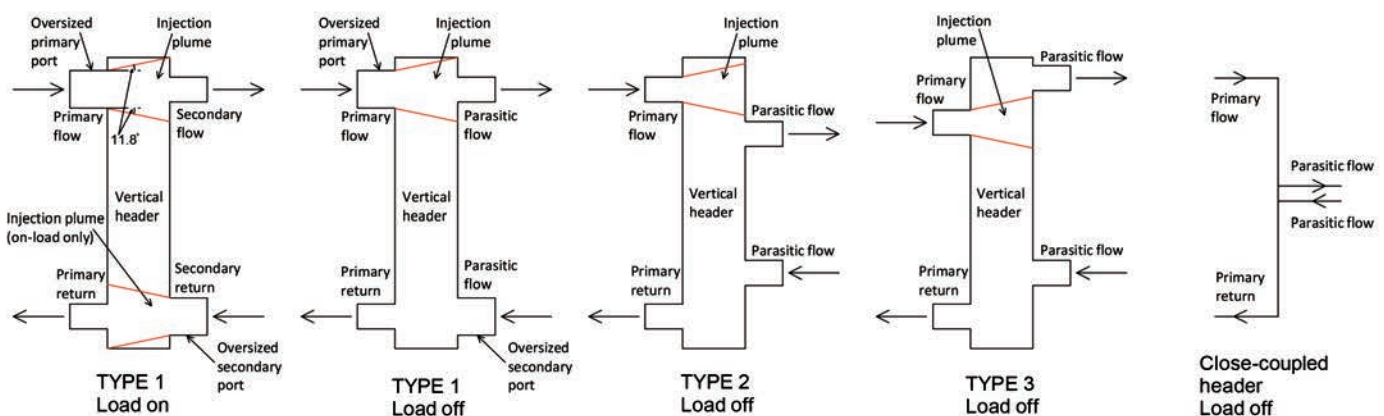 Oversized
primary
port
Injection
plume
Primary
flow
11.8°
Secondary
flow
Vertical
header
Injection plume
(on-load only)
Primary
return
Secondary
return
Oversized
secondary
port
TYPE 1
Load on
Oversized
primary
port
Injection
plume
Primary
flow
Parasitic
flow
Vertical
header
Primary
return
Parasitic
flow
Oversized
secondary
port
TYPE 1
Load off
Injection
plume
Primary
flow
Parasitic flow
Vertical
header
Parasitic flow
Primary
return
TYPE 2
Load off
Injection
plume
Parasitic flow
Primary
flow
Vertical
header
Parasitic flow
Primary
return
TYPE 3
Load off
Primary
flow
Parasitic flow
Parasitic flow
Primary
return
Close-coupled
header
Load off